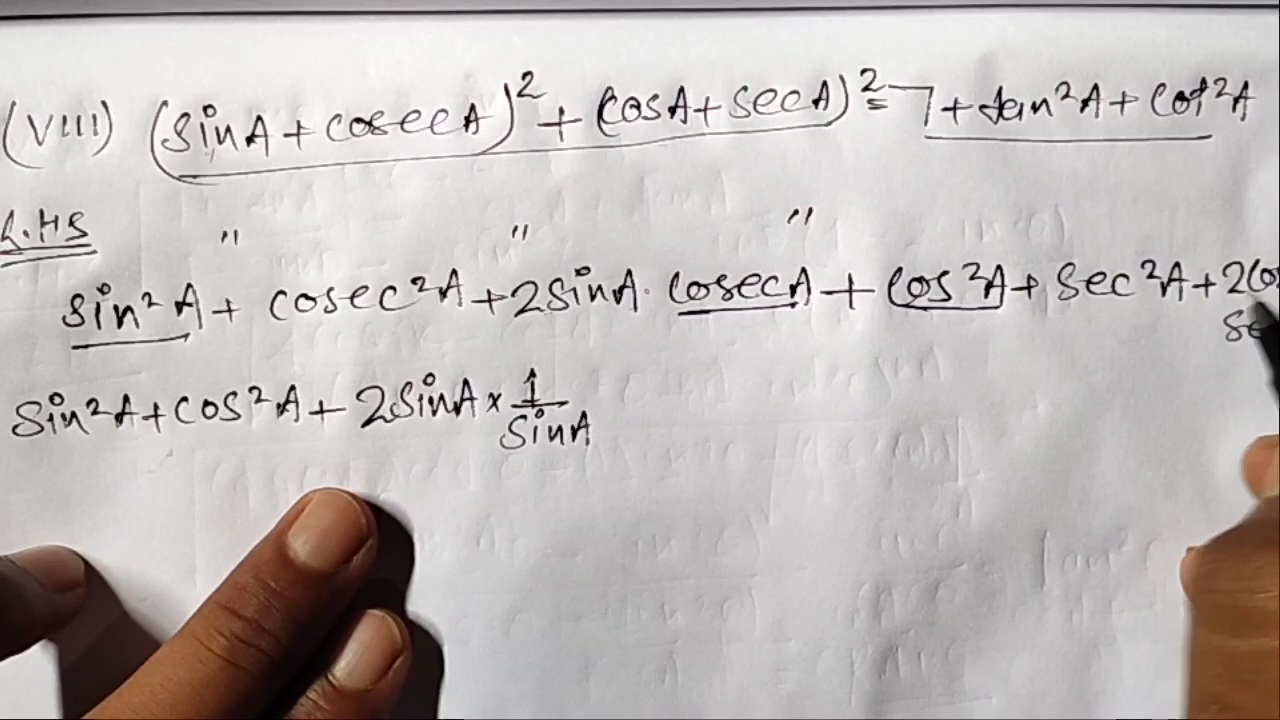 (VIII) (sinA + cosecA)² + (cosA + secA)² = 7 + tan²A + cot²A
L.HS " " "
sin²A + cosec²A + 2sinA. cosecA + cos²A + sec²A + 2
sin²A + cos²A + 2sinA × 1/sinA